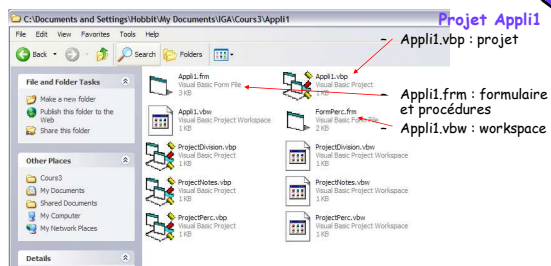 C:\Documents and Settings\Hobbit\My Documents\IGA\Cours3\Appli1
File Edit View Favorites Tools Help
Back Search Folders
Projet Appli1
– Appli1.vbp : projet
– Appli1.frm : formulaire
et procédures
– Appli1.vbw : workspace
File and Folder Tasks
Make a new folder
Publish this folder to the
Web
Share this folder
Other Places
Cours3
My Documents
Shared Documents
My Computer
My Network Places
Details
Appli1.frm
Visual Basic Form File
3 KB
Appli1.vbp
Visual Basic Project
1 KB
Appli1.vbw
Visual Basic Project Workspace
1 KB
FormPerc.frm
Visual Basic Form File
2 KB
ProjectDivision.vbp
Visual Basic Project
1 KB
ProjectDivision.vbw
Visual Basic Project Workspace
1 KB
ProjectNotes.vbp
Visual Basic Project
1 KB
ProjectNotes.vbw
Visual Basic Project Workspace
1 KB
ProjectPerc.vbp
Visual Basic Project
1 KB
ProjectPerc.vbw
Visual Basic Project Workspace
1 KB